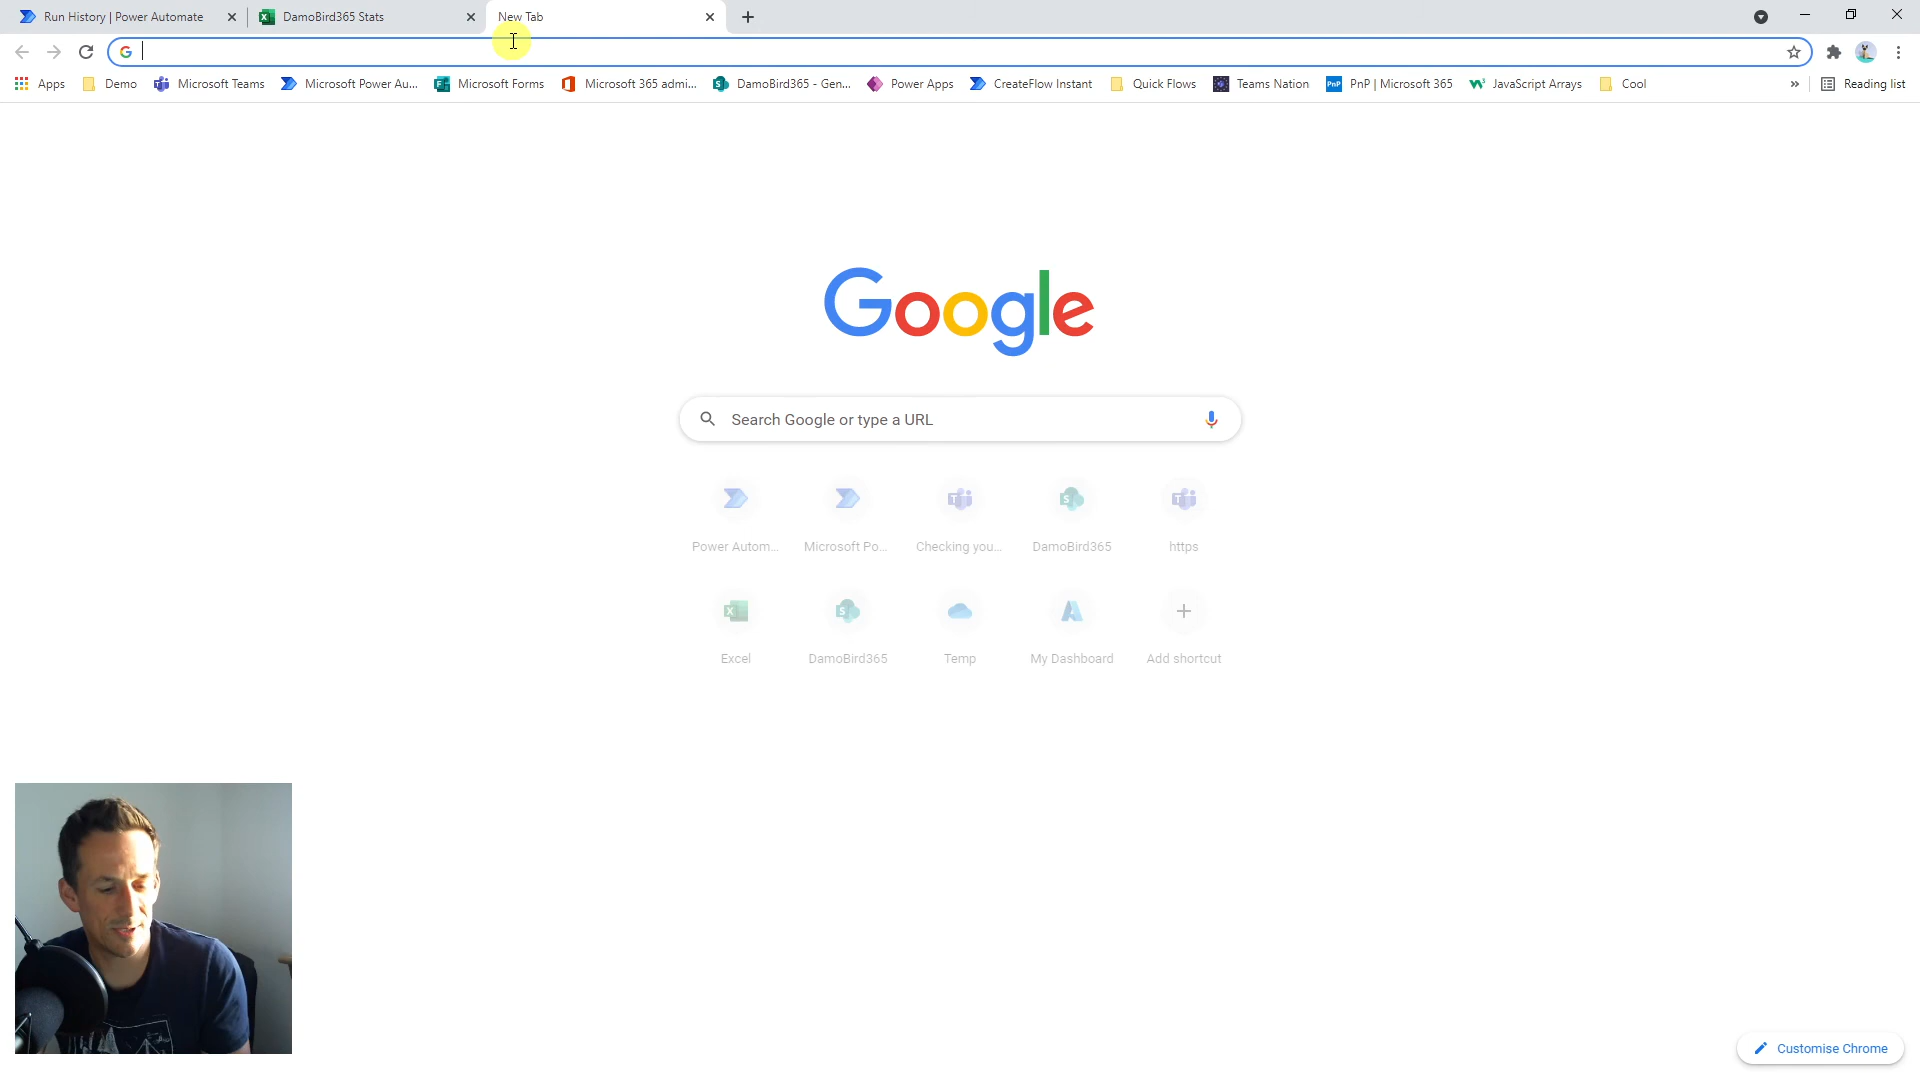 Run History | Power Automate
DamoBird365 Stats
New Tab
Apps
Demo
Microsoft Teams
Microsoft Power Au...
Microsoft Forms
Microsoft 365 admi...
DamoBird365 - Gen...
Power Apps
CreateFlow Instant
Quick Flows
Teams Nation
PnP | Microsoft 365
JavaScript Arrays
Cool
»
Reading list
Google
Search Google or type a URL
Power Autom...
Microsoft Po...
Checking you...
DamoBird365
https
Excel
DamoBird365
Temp
My Dashboard
Add shortcut
Customise Chrome